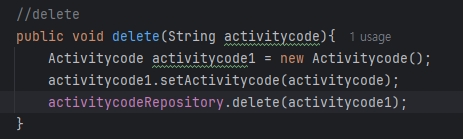 //delete
public void delete(String activitycode){ 1 usage
Activitycode activitycode1 = new Activitycode();
activitycode1.setActivitycode(activitycode);
activitycodeRepository.delete(activitycode1);
}